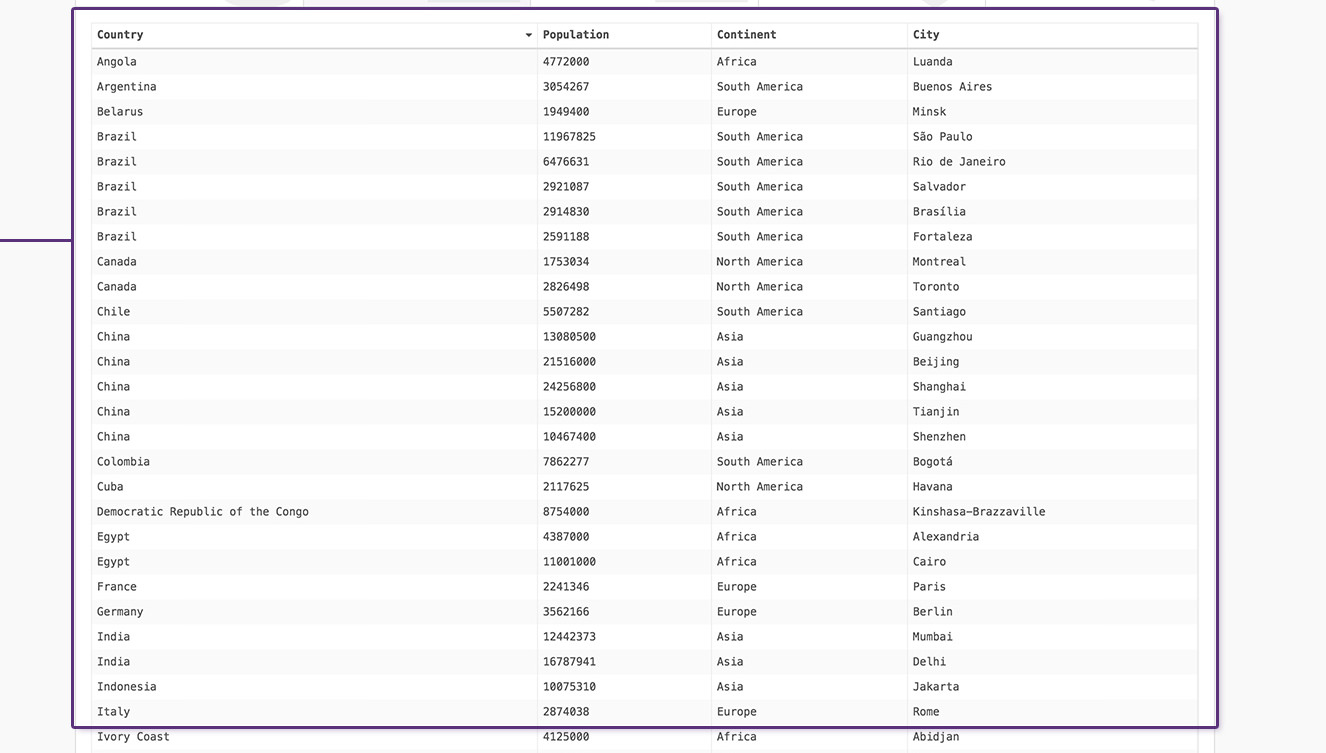 Country Population Continent City
Angola 4772000 Africa Luanda
Argentina 3054267 South America Buenos Aires
Belarus 1949400 Europe Minsk
Brazil 11967825 South America São Paulo
Brazil 6476631 South America Rio de Janeiro
Brazil 2921087 South America Salvador
Brazil 2914830 South America Brasília
Brazil 2591188 South America Fortaleza
Canada 1753034 North America Montreal
Canada 2826498 North America Toronto
Chile 5507282 South America Santiago
China 13080500 Asia Guangzhou
China 21516000 Asia Beijing
China 24256800 Asia Shanghai
China 15200000 Asia Tianjin
China 10467400 Asia Shenzhen
Colombia 7862277 South America Bogotá
Cuba 2117625 North America Havana
Democratic Republic of the Congo 8754000 Africa Kinshasa–Brazzaville
Egypt 4387000 Africa Alexandria
Egypt 11001000 Africa Cairo
France 2241346 Europe Paris
Germany 3562166 Europe Berlin
India 12442373 Asia Mumbai
India 16787941 Asia Delhi
Indonesia 10075310 Asia Jakarta
Italy 2874038 Europe Rome
Ivory Coast 4125000 Africa Abidjan